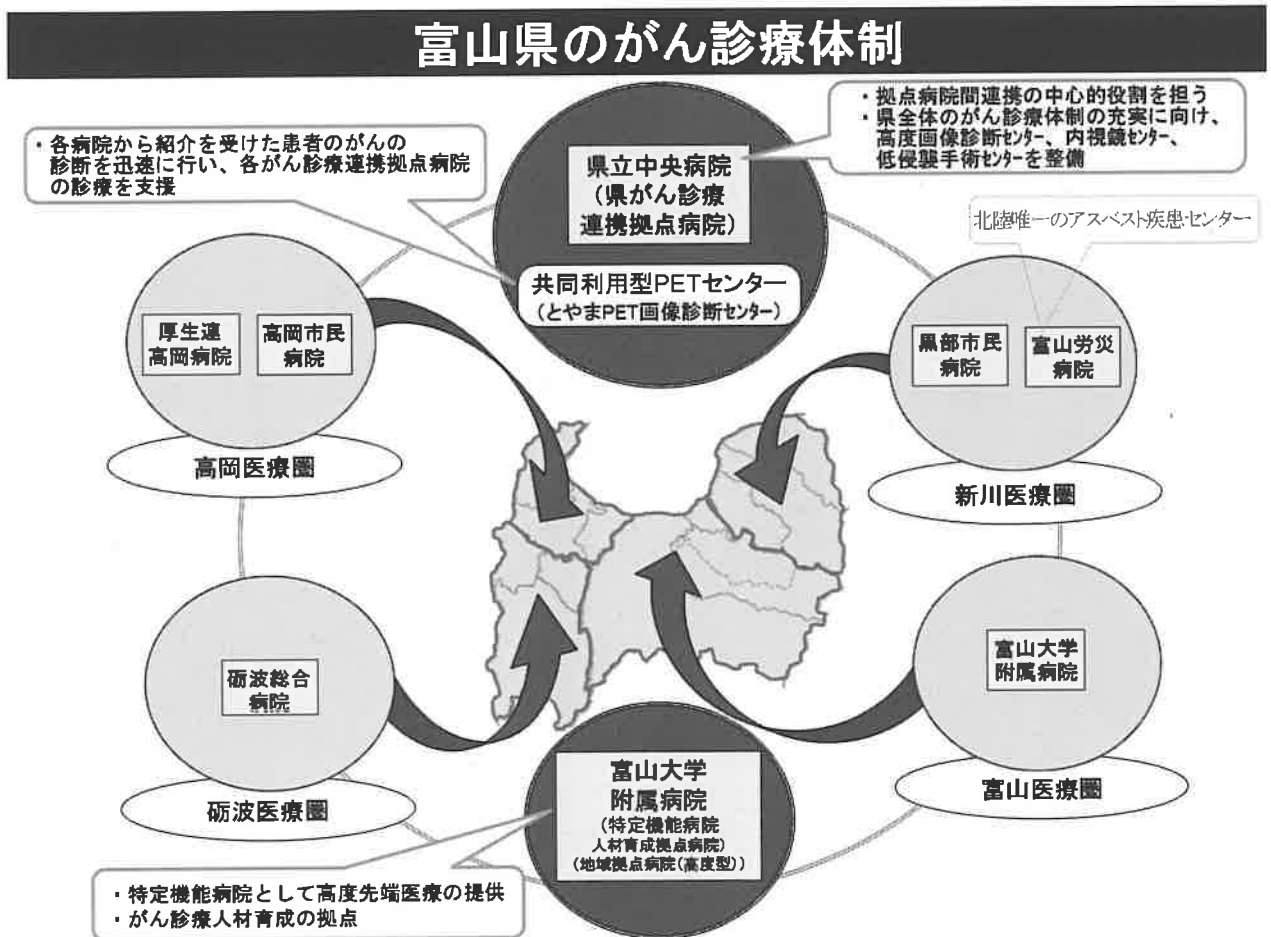 富山県のがん診療体制
・拠点病院間連携の中心的役割を担う
・県全体のがん診療体制の充実に向け、
高度画像診断センター、内視鏡センター、
低侵襲手術センターを整備
・各病院から紹介を受けた患者のがんの
診断を迅速に行い、各がん診療連携拠点病院
の診療を支援
県立中央病院
(県がん診療
連携拠点病院)
共同利用型PETセンター
(とやまPET画像診断センター)
北陸唯一のアスベスト疾患センター
厚生連
高岡病院
高岡市民
病院
高岡医療圏
黒部市民
病院
富山労災
病院
新川医療圏
砺波総合
病院
砺波医療圏
富山大学
附属病院
富山医療圏
富山大学
附属病院
(特定機能病院
人材育成拠点病院)
(地域拠点病院(高度型))
・特定機能病院として高度先端医療の提供
・がん診療人材育成の拠点